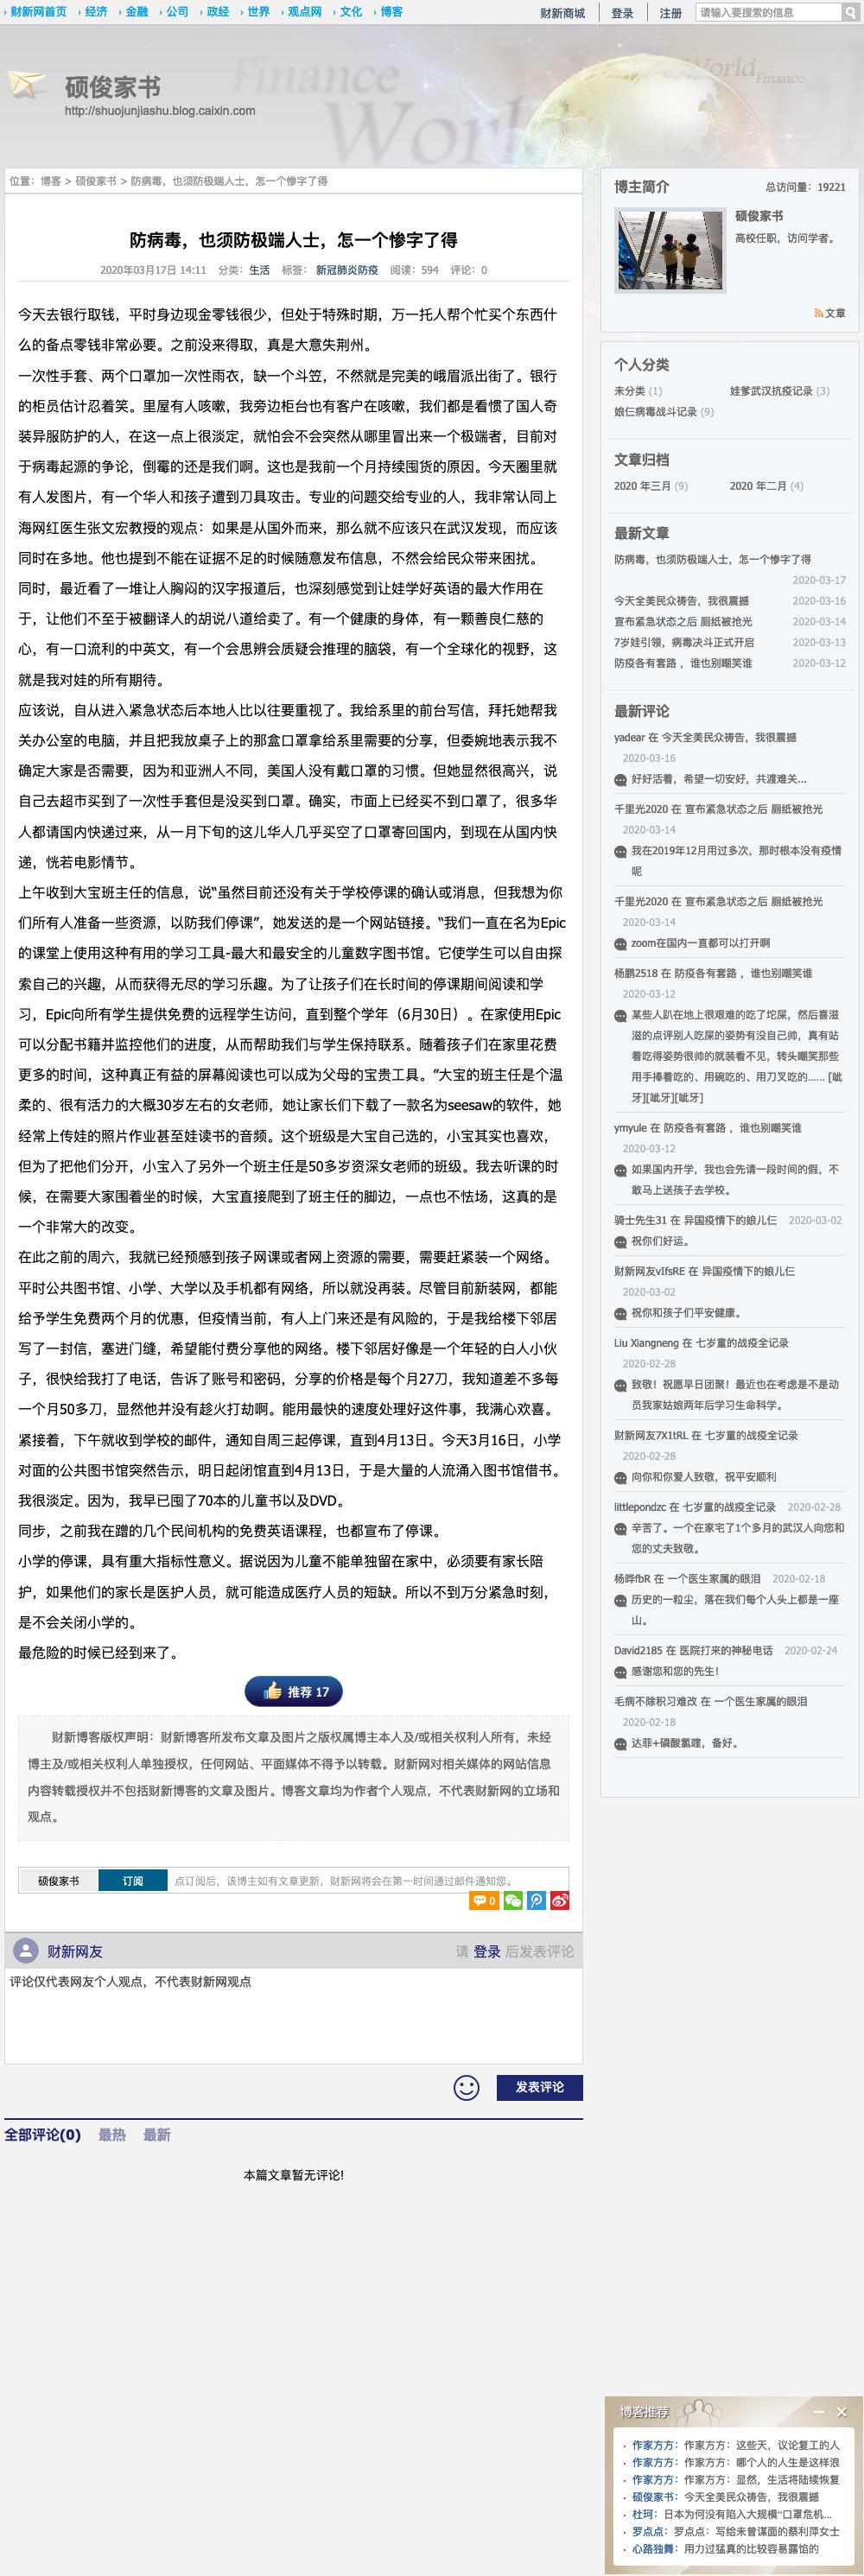 › 财新网首页 › 经济 › 金融 › 公司 › 政经 › 世界 › 观点网 › 文化 › 博客
财新商城 登录 注册 请输入要搜索的信息
硕俊家书
http://shuojunjiashu.blog.caixin.com
Finance
World
World
Finance
位置：博客 > 硕俊家书 > 防病毒，也须防极端人士，怎一个惨字了得
防病毒，也须防极端人士，怎一个惨字了得
2020年03月17日 14:11 分类：生活 标签： 新冠肺炎防疫 阅读：594 评论：0
今天去银行取钱，平时身边现金零钱很少，但处于特殊时期，万一托人帮个忙买个东西什
么的备点零钱非常必要。之前没来得取，真是大意失荆州。
一次性手套、两个口罩加一次性雨衣，缺一个斗笠，不然就是完美的峨眉派出街了。银行
的柜员估计忍着笑。里屋有人咳嗽，我旁边柜台也有客户在咳嗽，我们都是看惯了国人奇
装异服防护的人，在这一点上很淡定，就怕会不会突然从哪里冒出来一个极端者，目前对
于病毒起源的争论，倒霉的还是我们啊。这也是我前一个月持续囤货的原因。今天圈里就
有人发图片，有一个华人和孩子遭到刀具攻击。专业的问题交给专业的人，我非常认同上
海网红医生张文宏教授的观点：如果是从国外而来，那么就不应该只在武汉发现，而应该
同时在多地。他也提到不能在证据不足的时候随意发布信息，不然会给民众带来困扰。
同时，最近看了一堆让人胸闷的汉字报道后，也深刻感觉到让娃学好英语的最大作用在
于，让他们不至于被翻译人的胡说八道给卖了。有一个健康的身体，有一颗善良仁慈的
心，有一口流利的中英文，有一个会思辨会质疑会推理的脑袋，有一个全球化的视野，这
就是我对娃的所有期待。
应该说，自从进入紧急状态后本地人比以往要重视了。我给系里的前台写信，拜托她帮我
关办公室的电脑，并且把我放桌子上的那盒口罩拿给系里需要的分享，但委婉地表示我不
确定大家是否需要，因为和亚洲人不同，美国人没有戴口罩的习惯。但她显然很高兴，说
自己去超市买到了一次性手套但是没买到口罩。确实，市面上已经买不到口罩了，很多华
人都请国内快递过来，从一月下旬的这儿华人几乎买空了口罩寄回国内，到现在从国内快
递，恍若电影情节。
上午收到大宝班主任的信息，说“虽然目前还没有关于学校停课的确认或消息，但我想为你
们所有人准备一些资源，以防我们停课”，她发送的是一个网站链接。“我们一直在名为Epic
的课堂上使用这种有用的学习工具-最大和最安全的儿童数字图书馆。它使学生可以自由探
索自己的兴趣，从而获得无尽的学习乐趣。为了让孩子们在长时间的停课期间阅读和学
习，Epic向所有学生提供免费的远程学生访问，直到整个学年（6月30日）。在家使用Epic
可以分配书籍并监控他们的进度，从而帮助我们与学生保持联系。随着孩子们在家里花费
更多的时间，这种真正有益的屏幕阅读也可以成为父母的宝贵工具。”大宝的班主任是个温
柔的、很有活力的大概30岁左右的女老师，她让家长们下载了一款名为seesaw的软件，她
经常上传娃的照片作业甚至娃读书的音频。这个班级是大宝自己选的，小宝其实也喜欢，
但为了把他们分开，小宝入了另外一个班主任是50多岁资深女老师的班级。我去听课的时
候，在需要大家围着坐的时候，大宝直接爬到了班主任的脚边，一点也不怯场，这真的是
一个非常大的改变。
在此之前的周六，我就已经预感到孩子网课或者网上资源的需要，需要赶紧装一个网络。
平时公共图书馆、小学、大学以及手机都有网络，所以就没再装。尽管目前新装网，都能
给予学生免费两个月的优惠，但疫情当前，有人上门来还是有风险的，于是我给楼下邻居
写了一封信，塞进门缝，希望能付费分享他的网络。楼下邻居好像是一个年轻的白人小伙
子，很快给我打了电话，告诉了账号和密码，分享的价格是每个月27刀，我知道差不多每
一个月50多刀，显然他并没有趁火打劫啊。能用最快的速度处理好这件事，我满心欢喜。
紧接着，下午就收到学校的邮件，通知自周三起停课，直到4月13日。今天3月16日，小学
对面的公共图书馆突然告示，明日起闭馆直到4月13日，于是大量的人流涌入图书馆借书。
我很淡定。因为，我早已囤了70本的儿童书以及DVD。
同步，之前我在蹭的几个民间机构的免费英语课程，也都宣布了停课。
小学的停课，具有重大指标性意义。据说因为儿童不能单独留在家中，必须要有家长陪
护，如果他们的家长是医护人员，就可能造成医疗人员的短缺。所以不到万分紧急时刻，
是不会关闭小学的。
最危险的时候已经到来了。
推荐 17
财新博客版权声明：财新博客所发布文章及图片之版权属博主本人及/或相关权利人所有，未经
博主及/或相关权利人单独授权，任何网站、平面媒体不得予以转载。财新网对相关媒体的网站信息
内容转载授权并不包括财新博客的文章及图片。博客文章均为作者个人观点，不代表财新网的立场和
观点。
硕俊家书 订阅 点订阅后，该博主如有文章更新，财新网将会在第一时间通过邮件通知您。
0
财新网友 请 登录 后发表评论
评论仅代表网友个人观点，不代表财新网观点
发表评论
全部评论(0) 最热 最新
本篇文章暂无评论!
博主简介 总访问量：19221
硕俊家书
高校任职，访问学者。
文章
个人分类
未分类 (1) 娃爹武汉抗疫记录 (3)
娘仨病毒战斗记录 (9)
文章归档
2020 年三月 (9) 2020 年二月 (4)
最新文章
防病毒，也须防极端人士，怎一个惨字了得
2020-03-17
今天全美民众祷告，我很震撼 2020-03-16
宣布紧急状态之后 厕纸被抢光 2020-03-14
7岁娃引领，病毒决斗正式开启 2020-03-13
防疫各有套路 ，谁也别嘲笑谁 2020-03-12
最新评论
yadear 在 今天全美民众祷告，我很震撼
2020-03-16
好好活着，希望一切安好，共渡难关...
千里光2020 在 宣布紧急状态之后 厕纸被抢光
2020-03-14
我在2019年12月用过多次，那时根本没有疫情
呢
千里光2020 在 宣布紧急状态之后 厕纸被抢光
2020-03-14
zoom在国内一直都可以打开啊
杨鹏2518 在 防疫各有套路 ，谁也别嘲笑谁
2020-03-12
某些人趴在地上很艰难的吃了坨屎，然后喜滋
滋的点评别人吃屎的姿势有没自己帅，真有站
着吃得姿势很帅的就装看不见，转头嘲笑那些
用手捧着吃的、用碗吃的、用刀叉吃的…… [呲
牙][呲牙][呲牙]
ymyule 在 防疫各有套路 ，谁也别嘲笑谁
2020-03-12
如果国内开学，我也会先请一段时间的假，不
敢马上送孩子去学校。
骑士先生31 在 异国疫情下的娘儿仨 2020-03-02
祝你们好运。
财新网友vIfsRE 在 异国疫情下的娘儿仨
2020-03-02
祝你和孩子们平安健康。
Liu Xiangneng 在 七岁童的战疫全记录
2020-02-28
致敬！祝愿早日团聚！最近也在考虑是不是动
员我家姑娘两年后学习生命科学。
财新网友7X1tRL 在 七岁童的战疫全记录
2020-02-28
向你和你爱人致敬，祝平安顺利
littlepondzc 在 七岁童的战疫全记录 2020-02-28
辛苦了。一个在家宅了1个多月的武汉人向您和
您的丈夫致敬。
杨晔fbR 在 一个医生家属的眼泪 2020-02-18
历史的一粒尘，落在我们每个人头上都是一座
山。
David2185 在 医院打来的神秘电话 2020-02-24
感谢您和您的先生！
毛病不除积习难改 在 一个医生家属的眼泪
2020-02-18
达菲+磷酸氯喹，备好。
博客推荐
· 作家方方：作家方方：这些天，议论复工的人
· 作家方方：作家方方：哪个人的人生是这样浪
· 作家方方：作家方方：显然，生活将陆续恢复
· 硕俊家书：今天全美民众祷告，我很震撼
· 杜珂：日本为何没有陷入大规模“口罩危机...
· 罗点点：罗点点：写给未曾谋面的蔡利萍女士
· 心路独舞：用力过猛真的比较容易露馅的